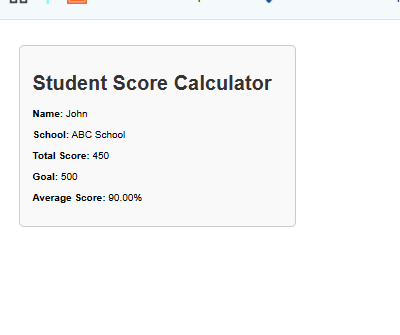 Student Score Calculator
Name: John
School: ABC School
Total Score: 450
Goal: 500
Average Score: 90.00%